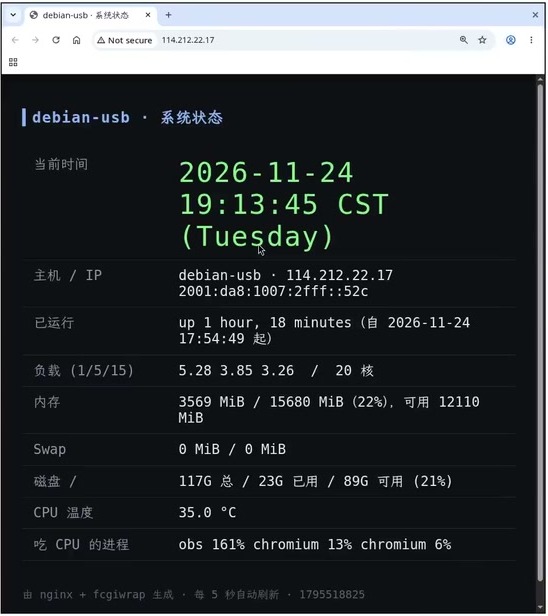 debian-usb · 系统状态
Not secure
114.212.22.17
debian-usb · 系统状态
当前时间
2026-11-24
19:13:45 CST
(Tuesday)
主机 / IP
debian-usb · 114.212.22.17
2001:da8:1007:2fff::52c
已运行
up 1 hour, 18 minutes (自 2026-11-24
17:54:49 起)
负载 (1/5/15)
5.28 3.85 3.26 / 20 核
内存
3569 MiB / 15680 MiB (22%), 可用 12110
MiB
Swap
0 MiB / 0 MiB
磁盘 /
117G 总 / 23G 已用 / 89G 可用 (21%)
CPU 温度
35.0 °C
吃 CPU 的进程
obs 161% chromium 13% chromium 6%
由 nginx + fcgiwrap 生成 · 每 5 秒自动刷新 · 1795518825